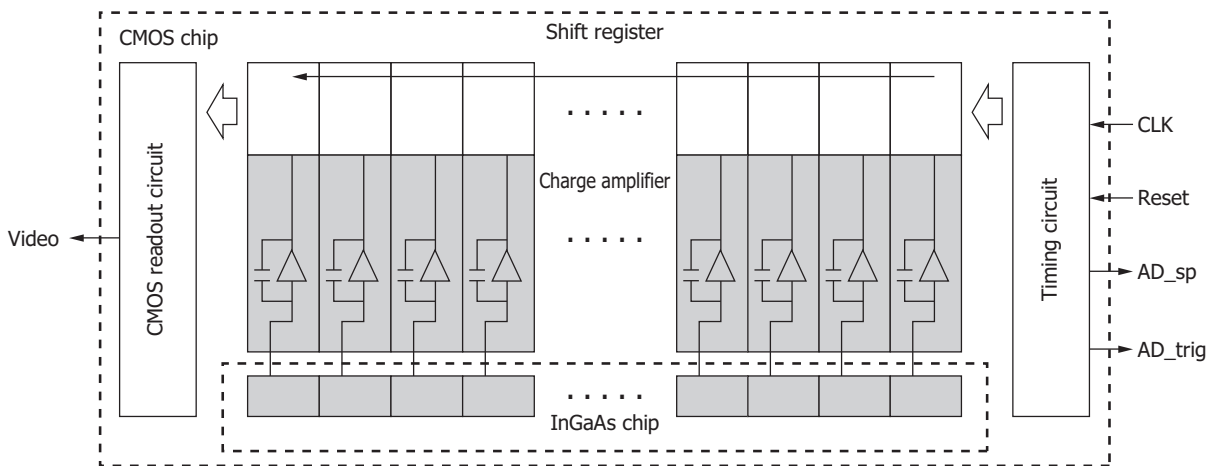 Shift register
CMOS chip
CLK
Charge amplifier
Reset
Video
CMOS readout circuit
Timing circuit
AD_sp
AD_trig
InGaAs chip